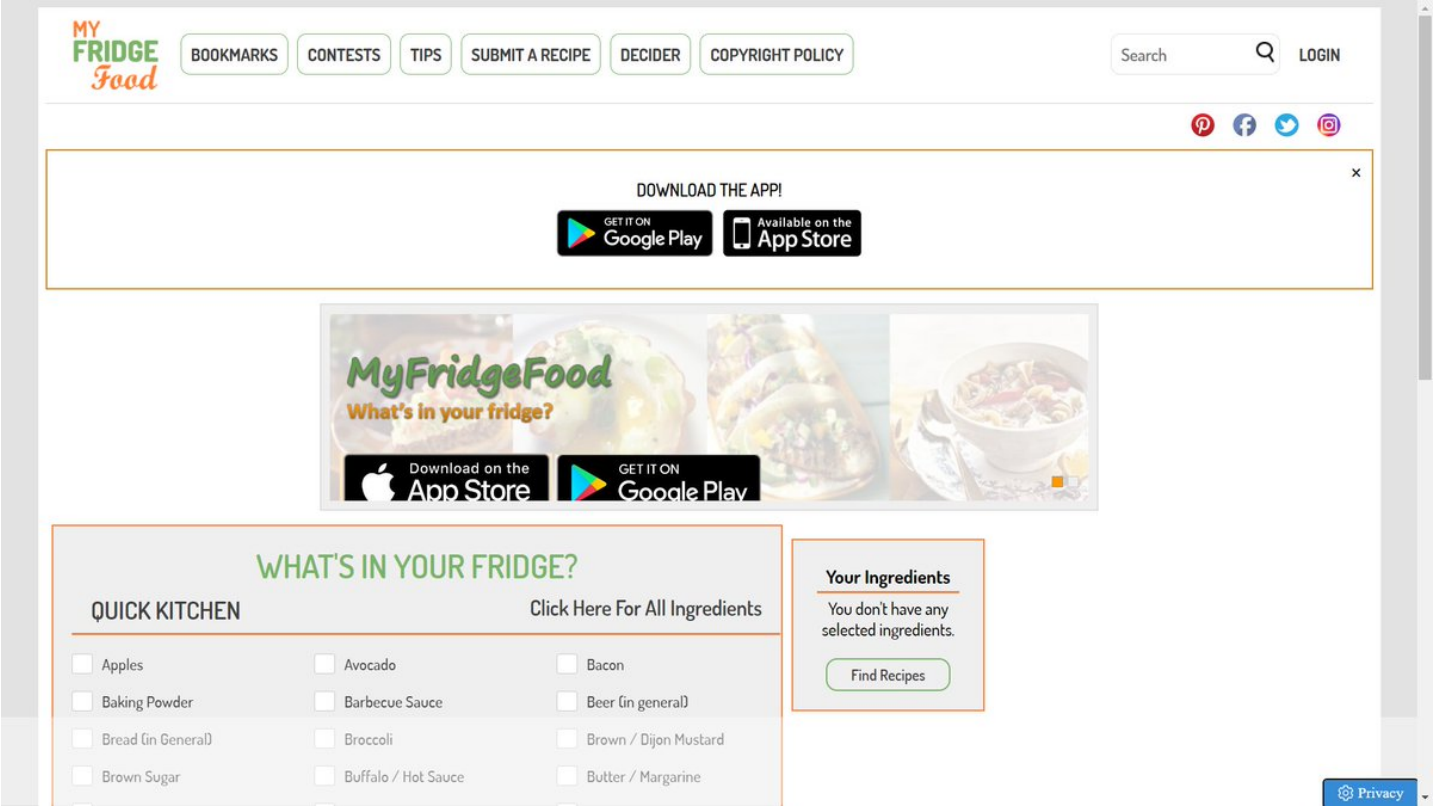 MY
FRIDGE
Food
BOOKMARKS
CONTESTS
TIPS
SUBMIT A RECIPE
DECIDER
COPYRIGHT POLICY
Search
LOGIN
×
DOWNLOAD THE APP!
GET IT ON
Google Play
Available on the
App Store
MyFridgeFood
What's in your fridge?
Download on the
App Store
GET IT ON
Google Play
WHAT'S IN YOUR FRIDGE?
QUICK KITCHEN
Click Here For All Ingredients
Apples
Avocado
Bacon
Baking Powder
Barbecue Sauce
Beer (in general)
Bread (in General)
Broccoli
Brown / Dijon Mustard
Brown Sugar
Buffalo / Hot Sauce
Butter / Margarine
Your Ingredients
You don't have any
selected ingredients.
Find Recipes
Privacy